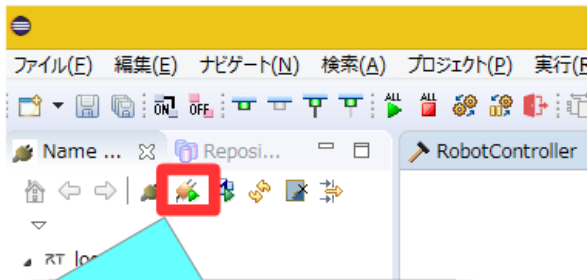 ファイル(F) 編集(E) ナビゲート(N) 検索(A) プロジェクト(P) 実行(R
ON OFF ALL ALL
Name ... Reposi... RobotController
RT